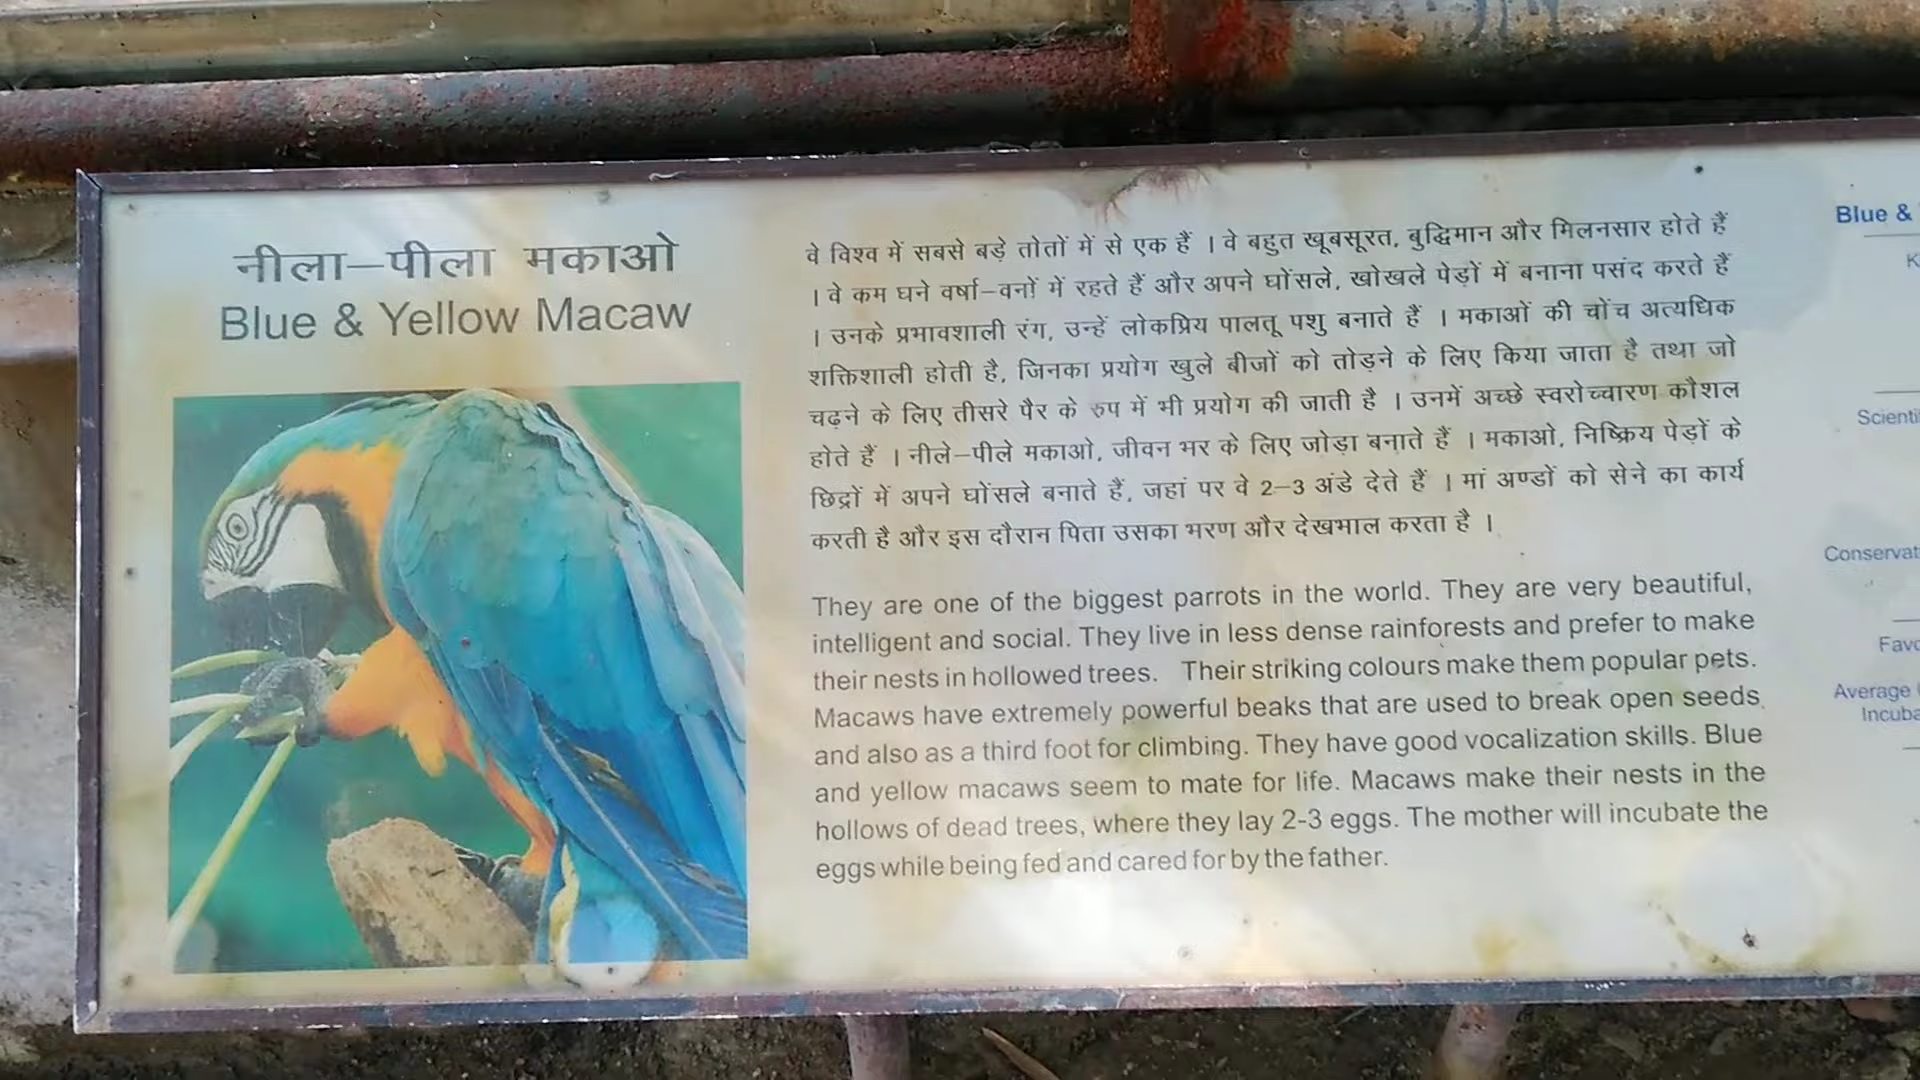 नीला–पीला मकाओ
Blue & Yellow Macaw
वे विश्व में सबसे बड़े तोतों में से एक हैं । वे बहुत खूबसूरत, बुद्धिमान और मिलनसार होते हैं
। वे कम घने वर्षा–वनों में रहते हैं और अपने घोंसले, खोखले पेड़ों में बनाना पसंद करते हैं
। उनके प्रभावशाली रंग, उन्हें लोकप्रिय पालतू पशु बनाते हैं । मकाओं की चोंच अत्यधिक
शक्तिशाली होती है, जिनका प्रयोग खुले बीजों को तोड़ने के लिए किया जाता है तथा जो
चढ़ने के लिए तीसरे पैर के रुप में भी प्रयोग की जाती है । उनमें अच्छे स्वरोच्चारण कौशल
होते हैं । नीले–पीले मकाओ, जीवन भर के लिए जोड़ा बनाते हैं । मकाओ, निष्क्रिय पेड़ों के
छिद्रों में अपने घोंसले बनाते हैं, जहां पर वे 2–3 अंडे देते हैं । मां अण्डों को सेने का कार्य
करती है और इस दौरान पिता उसका भरण और देखभाल करता है ।
They are one of the biggest parrots in the world. They are very beautiful,
intelligent and social. They live in less dense rainforests and prefer to make
their nests in hollowed trees. Their striking colours make them popular pets.
Macaws have extremely powerful beaks that are used to break open seeds
and also as a third foot for climbing. They have good vocalization skills. Blue
and yellow macaws seem to mate for life. Macaws make their nests in the
hollows of dead trees, where they lay 2-3 eggs. The mother will incubate the
eggs while being fed and cared for by the father.
Blue &
Average